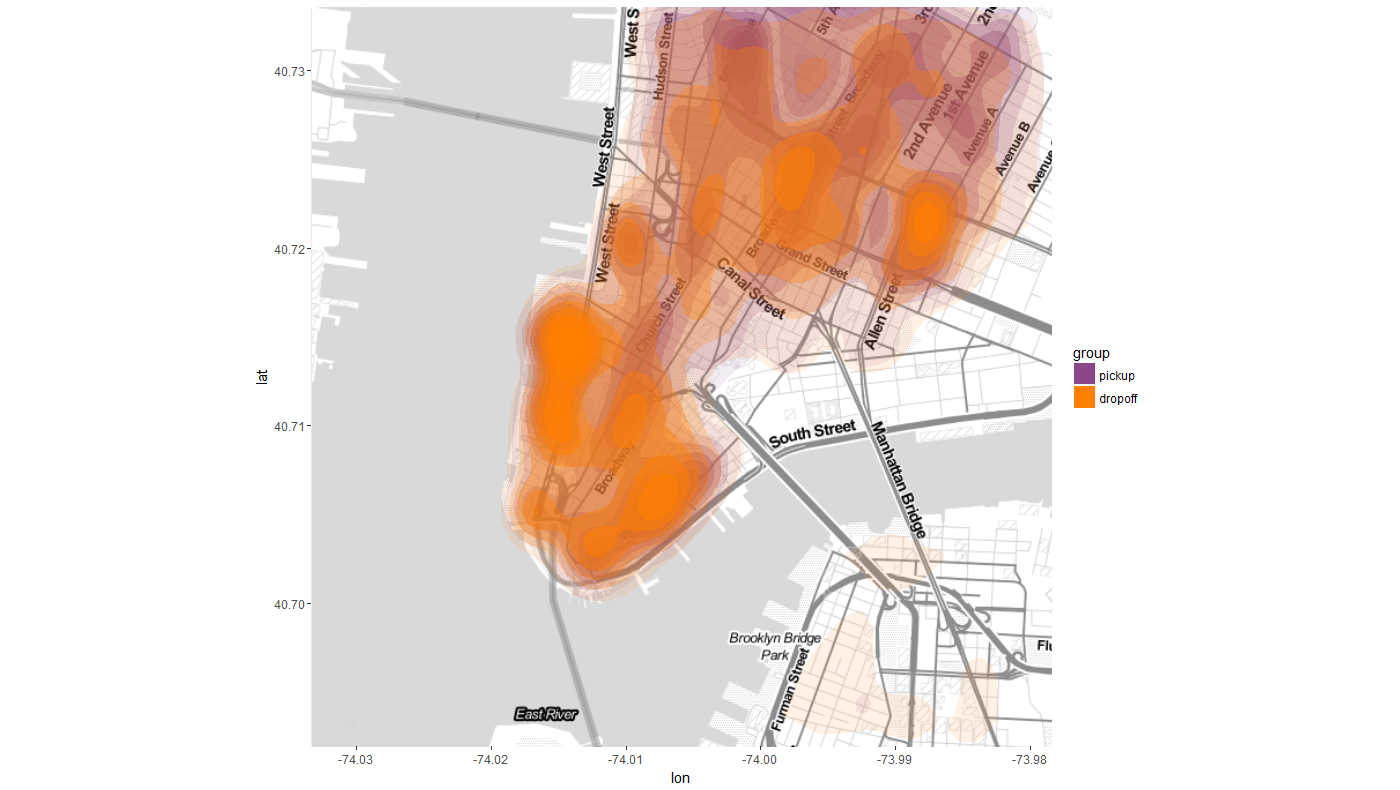 West S
Hudson Street
5th A
3rd
2nd
40.73
Broadway
1st Avenue
2nd Avenue
Avenue A
Avenue B
Avenue
West Street
lat
40.72
West Street
Broadway
Grand Street
Canal Street
Church Street
Allen Street
group
pickup
dropoff
40.71
South Street
Manhattan Bridge
Broadway
40.70
Brooklyn Bridge
Park
Flu
Furman Street
East River
-74.03
-74.02
-74.01
-74.00
-73.99
-73.98
lon